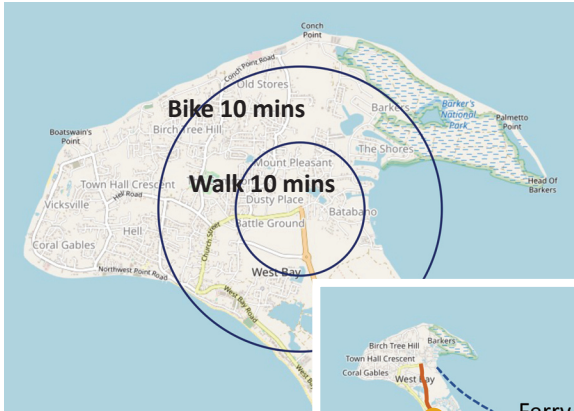 Conch
Point
Conch Point Road
Old Stores
Bike 10 mins
Birch Tree Hill
Barkers
Barker's
National
Park
Palmetto
Point
Boatswain's
Point
Mount Pleasant
The Shores
Head Of
Barkers
Town Hall Crescent
Walk 10 mins
Hell Road
Vicksville
Dusty Place
Batabano
Hell
Church Street
Battle Ground
Coral Gables
Northwest Point Road
West Bay
West Bay Road
Birch Tree Hill
Barkers
Town Hall Crescent
Coral Gables
West Bay
Ferry